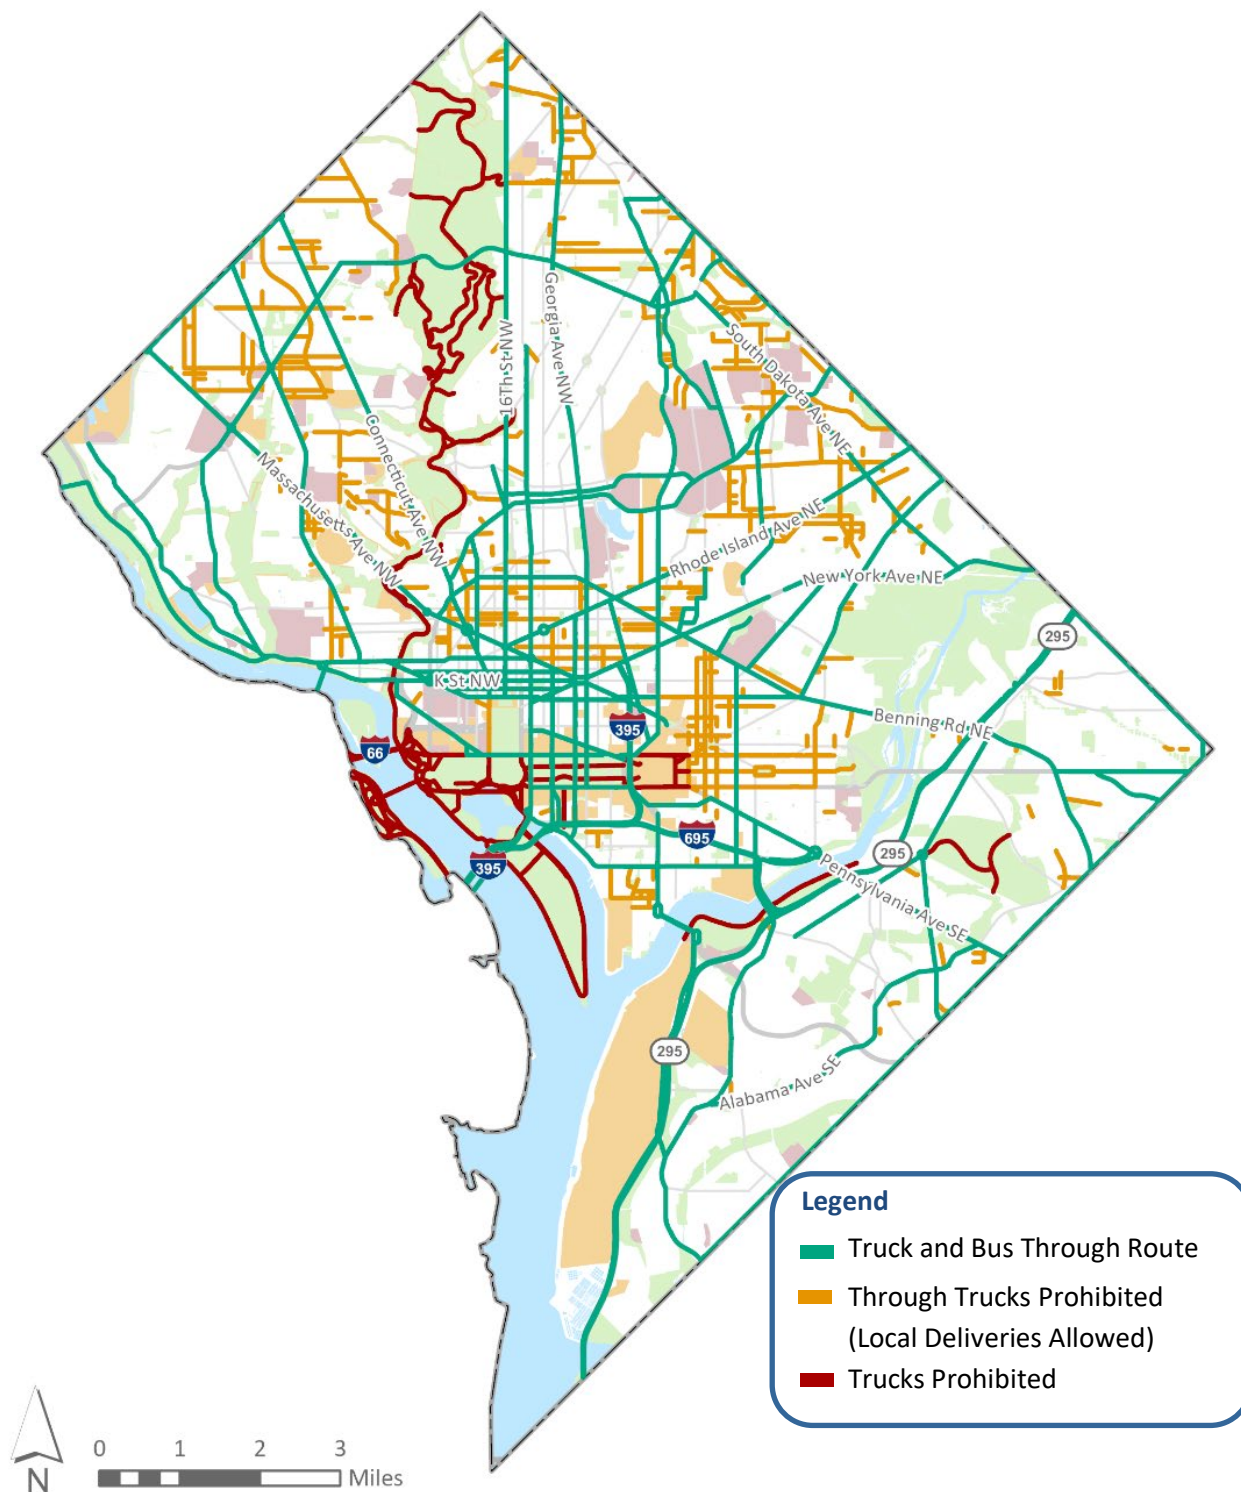 16Th St NW
Georgia Ave NW
South Dakota Ave NE
Connecticut Ave NW
Massachusetts Ave NW
Rhode Island Ave NE
New York Ave NE
295
K St NW
Benning Rd NE
395
66
695
295
395
Pennsylvania Ave SE
295
Alabama Ave SE
Legend
Truck and Bus Through Route
Through Trucks Prohibited
(Local Deliveries Allowed)
Trucks Prohibited
N
0 1 2 3
Miles